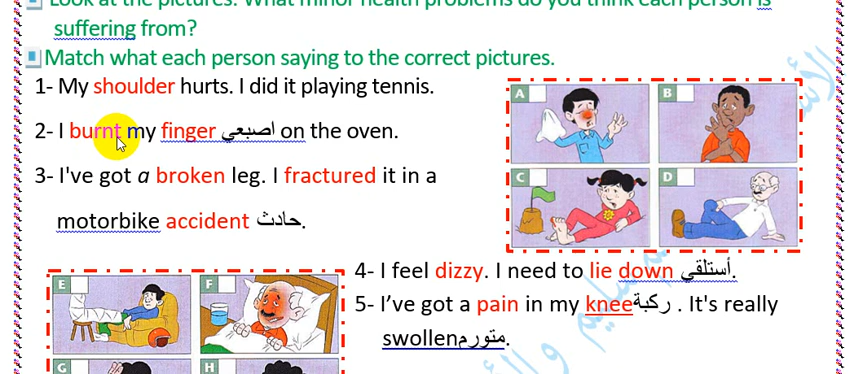 Look at the pictures. What minor health problems do you think each person is
suffering from?
Match what each person saying to the correct pictures.
1- My shoulder hurts. I did it playing tennis.
2- I burnt my finger اصبعي on the oven.
3- I've got a broken leg. I fractured it in a
motorbike accident حادث.
A
B
C
D
4- I feel dizzy. I need to lie down أستلقي.
5- I’ve got a pain in my knee ركبة . It's really
swollen متورم.
E
F
G
H